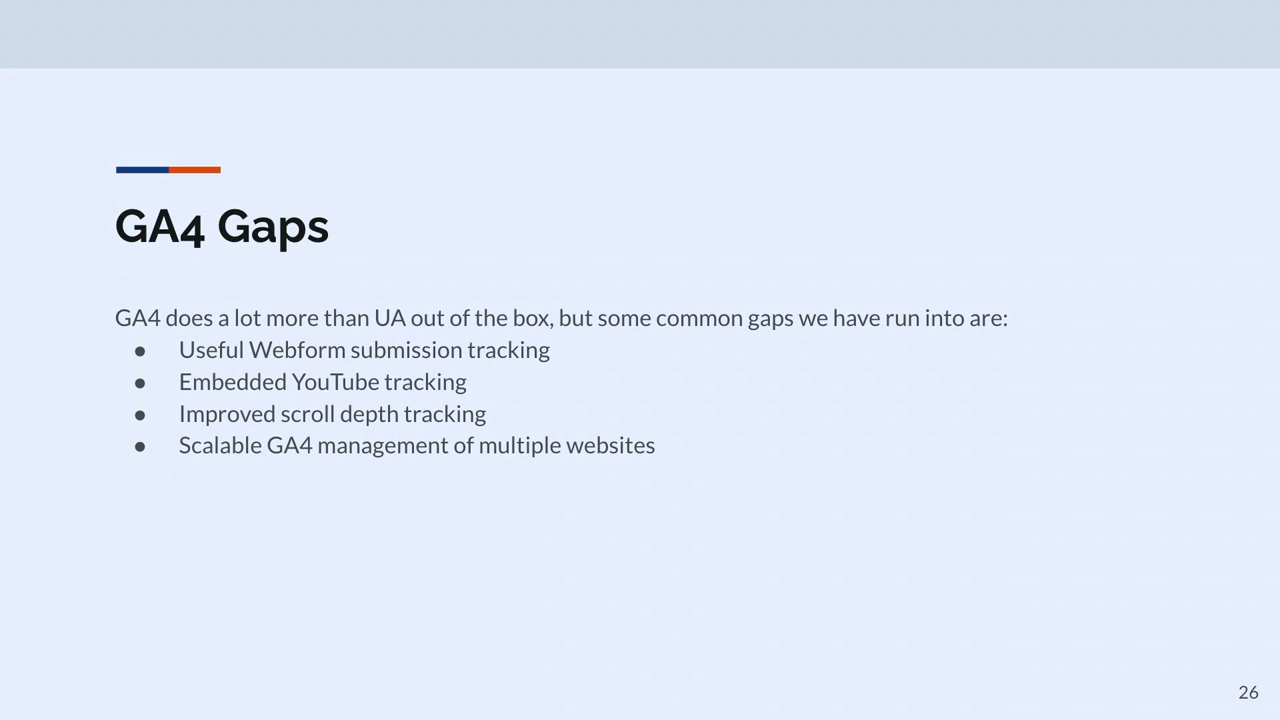 GA4 Gaps
GA4 does a lot more than UA out of the box, but some common gaps we have run into are:
● Useful Webform submission tracking
● Embedded YouTube tracking
● Improved scroll depth tracking
● Scalable GA4 management of multiple websites
26